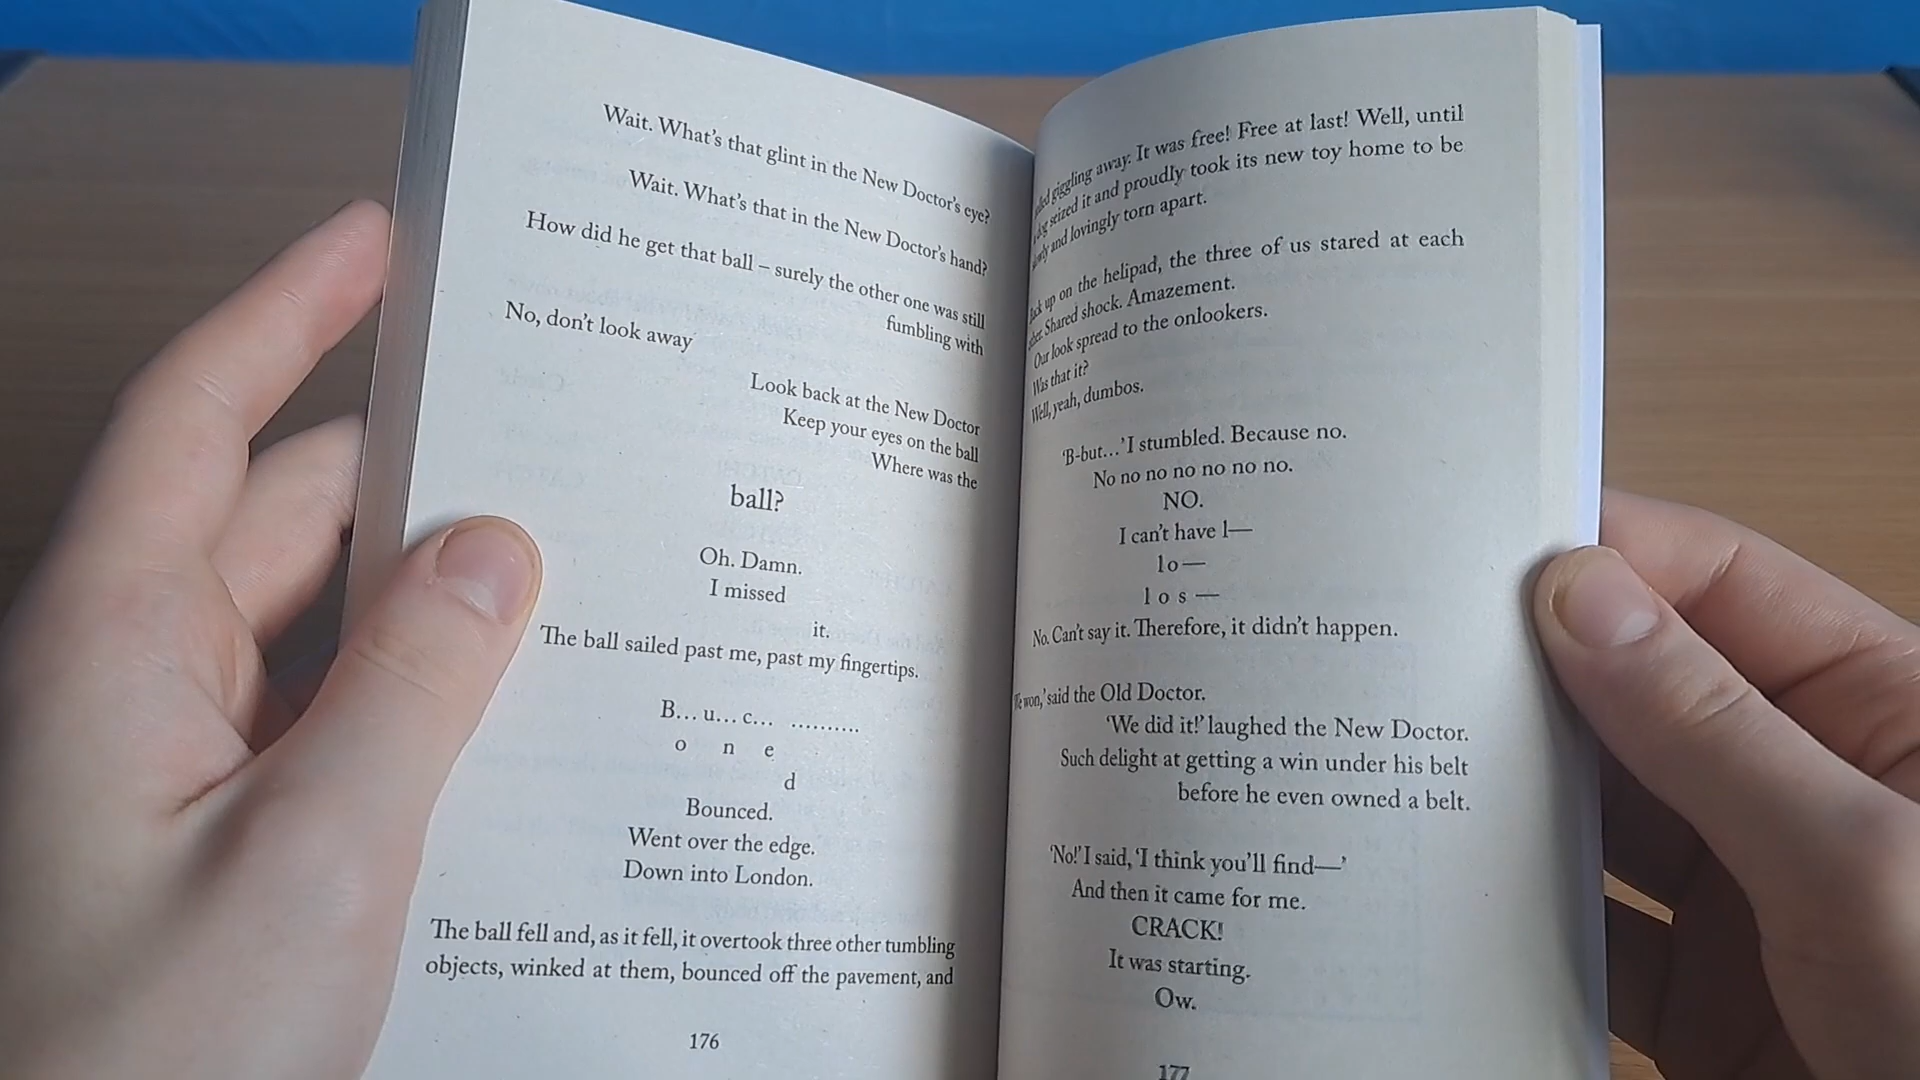 Wait. What's that glint in the New Doctor's eye?
Wait. What's that in the New Doctor's hand?
How did he get that ball – surely the other one was still
fumbling with
No, don't look away
Look back at the New Doctor
Keep your eyes on the ball
Where was the
ball?
Oh. Damn.
I missed
it.
The ball sailed past me, past my fingertips.
B… u… c… ……….
o n e
d
Bounced.
Went over the edge.
Down into London.
The ball fell and, as it fell, it overtook three other tumbling
objects, winked at them, bounced off the pavement, and
176
giggling away. It was free! Free at last! Well, until
seized it and proudly took its new toy home to be
and lovingly torn apart.
up on the helipad, the three of us stared at each
Shared shock. Amazement.
Our look spread to the onlookers.
Was that it?
Well, yeah, dumbos.
'B-but…' I stumbled. Because no.
No no no no no no no.
NO.
I can't have l—
lo—
l o s —
No. Can't say it. Therefore, it didn't happen.
won,' said the Old Doctor.
'We did it!' laughed the New Doctor.
Such delight at getting a win under his belt
before he even owned a belt.
'No!' I said, 'I think you'll find—'
And then it came for me.
CRACK!
It was starting.
Ow.
177